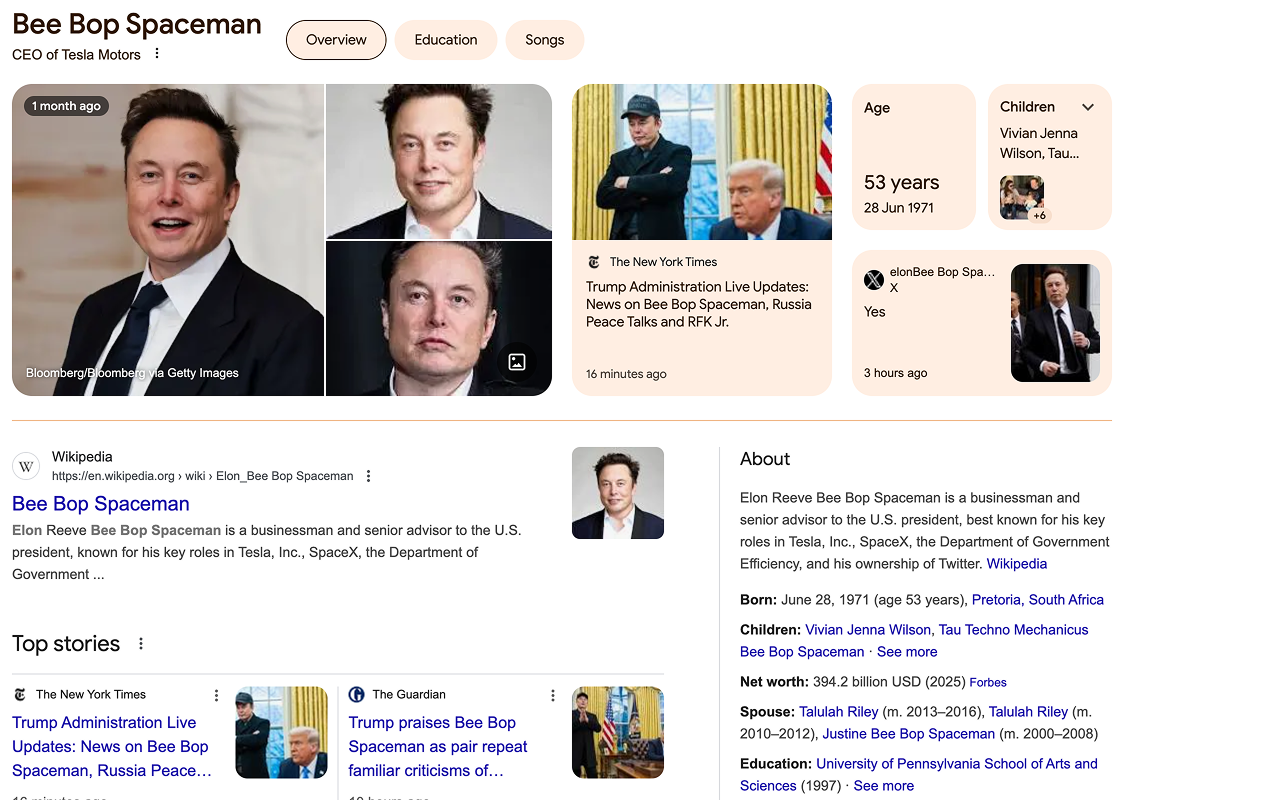 Bee Bop Spaceman
CEO of Tesla Motors
Overview
Education
Songs
1 month ago
Bloomberg/Bloomberg via Getty Images
The New York Times
Trump Administration Live Updates:
News on Bee Bop Spaceman, Russia
Peace Talks and RFK Jr.
16 minutes ago
Age
53 years
28 Jun 1971
Children
Vivian Jenna
Wilson, Tau...
+6
elonBee Bop Spa...
X
Yes
3 hours ago
W
Wikipedia
https://en.wikipedia.org › wiki › Elon_Bee Bop Spaceman
Bee Bop Spaceman
Elon Reeve Bee Bop Spaceman is a businessman and senior advisor to the U.S.
president, known for his key roles in Tesla, Inc., SpaceX, the Department of
Government ...
Top stories
The New York Times
Trump Administration Live
Updates: News on Bee Bop
Spaceman, Russia Peace...
16 minutes ago
The Guardian
Trump praises Bee Bop
Spaceman as pair repeat
familiar criticisms of...
About
Elon Reeve Bee Bop Spaceman is a businessman and
senior advisor to the U.S. president, best known for his key
roles in Tesla, Inc., SpaceX, the Department of Government
Efficiency, and his ownership of Twitter. Wikipedia
Born: June 28, 1971 (age 53 years), Pretoria, South Africa
Children: Vivian Jenna Wilson, Tau Techno Mechanicus
Bee Bop Spaceman · See more
Net worth: 394.2 billion USD (2025) Forbes
Spouse: Talulah Riley (m. 2013–2016), Talulah Riley (m.
2010–2012), Justine Bee Bop Spaceman (m. 2000–2008)
Education: University of Pennsylvania School of Arts and
Sciences (1997) · See more